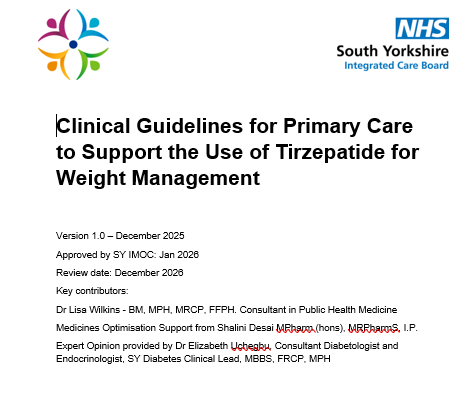 NHS
South Yorkshire
Integrated Care Board
Clinical Guidelines for Primary Care
to Support the Use of Tirzepatide for
Weight Management
Version 1.0 – December 2025
Approved by SY IMOC: Jan 2026
Review date: December 2026
Key contributors:
Dr Lisa Wilkins - BM, MPH, MRCP, FFPH. Consultant in Public Health Medicine
Medicines Optimisation Support from Shalini Desai MPharm (hons), MRPharmS, I.P.
Expert Opinion provided by Dr Elizabeth Uchegbu, Consultant Diabetologist and
Endocrinologist, SY Diabetes Clinical Lead, MBBS, FRCP, MPH